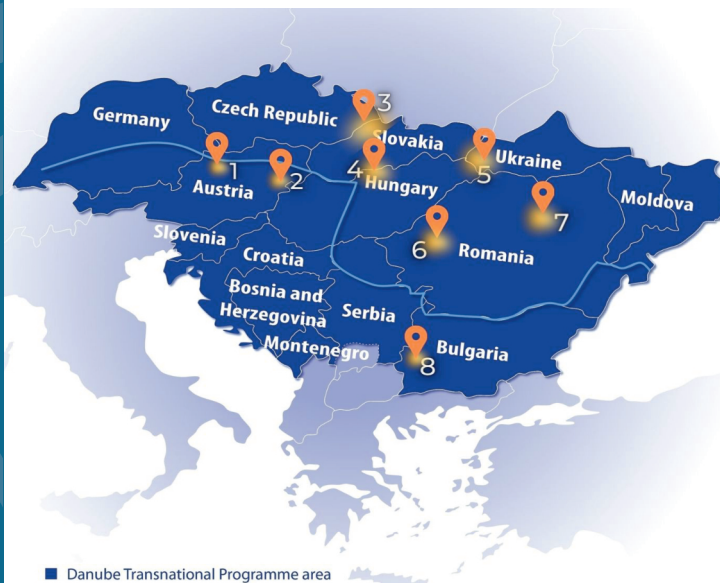 3
Czech Republic
Germany
Slovakia
Ukraine
1
4
5
2
Hungary
Austria
Moldova
7
Slovenia
6
Croatia
Romania
Bosnia and
Herzegovina
Serbia
Montenegro
Bulgaria
8
Danube Transnational Programme area